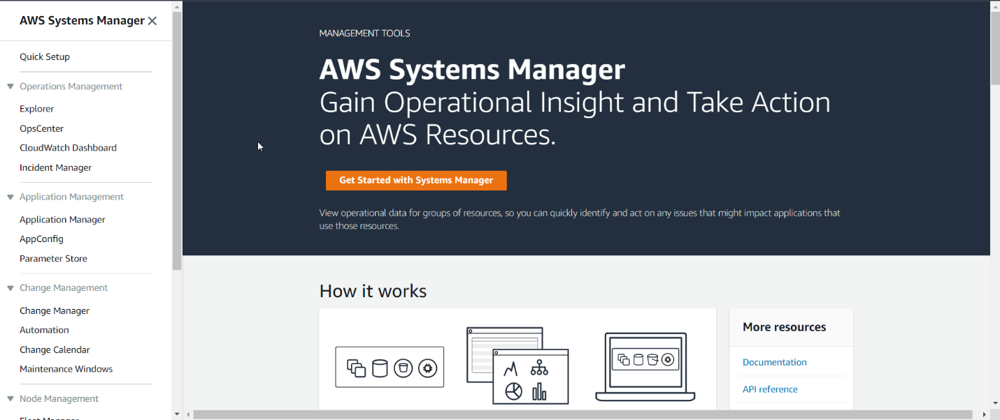 AWS Systems Manager
Quick Setup
Operations Management
Explorer
OpsCenter
CloudWatch Dashboard
Incident Manager
Application Management
Application Manager
AppConfig
Parameter Store
Change Management
Change Manager
Automation
Change Calendar
Maintenance Windows
Node Management
Fleet Manager
MANAGEMENT TOOLS
AWS Systems Manager
Gain Operational Insight and Take Action
on AWS Resources.
Get Started with Systems Manager
View operational data for groups of resources, so you can quickly identify and act on any issues that might impact applications that
use those resources.
How it works
More resources
Documentation
API reference